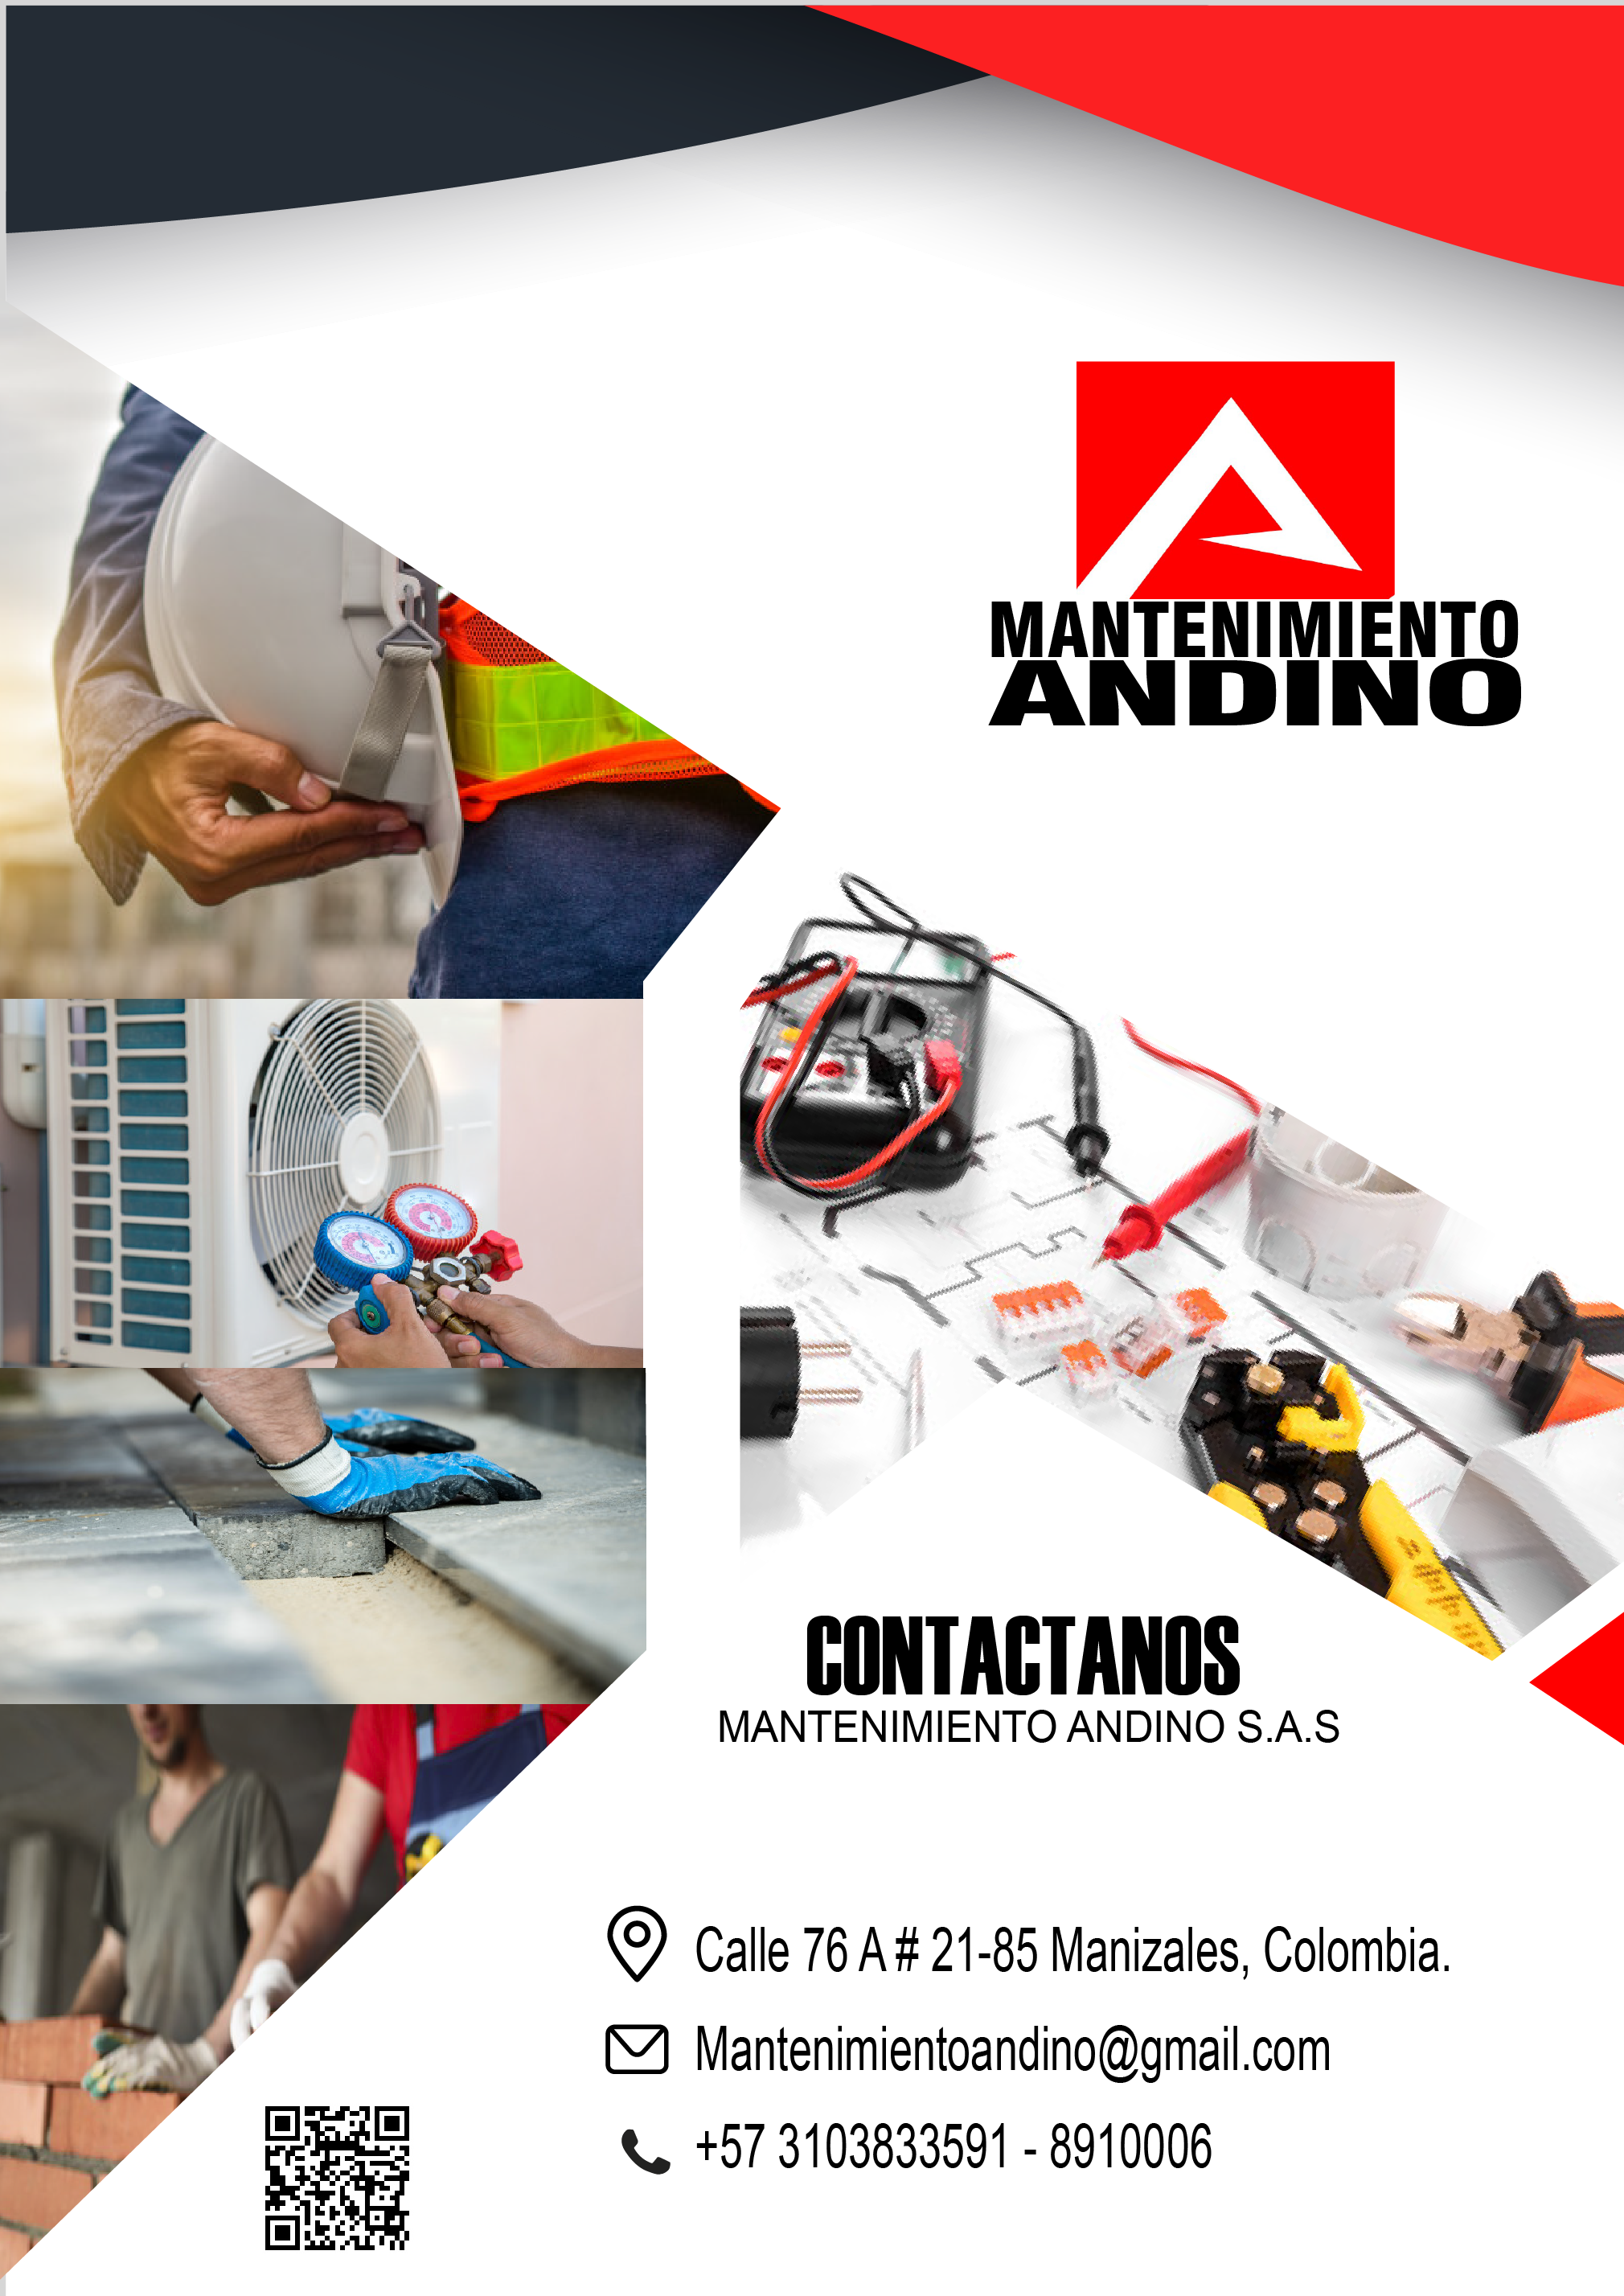 MANTENIMIENTO
ANDINO
CONTACTANOS
MANTENIMIENTO ANDINO S.A.S
Calle 76 A # 21-85 Manizales, Colombia.
Mantenimientoandino@gmail.com
+57 3103833591 - 8910006